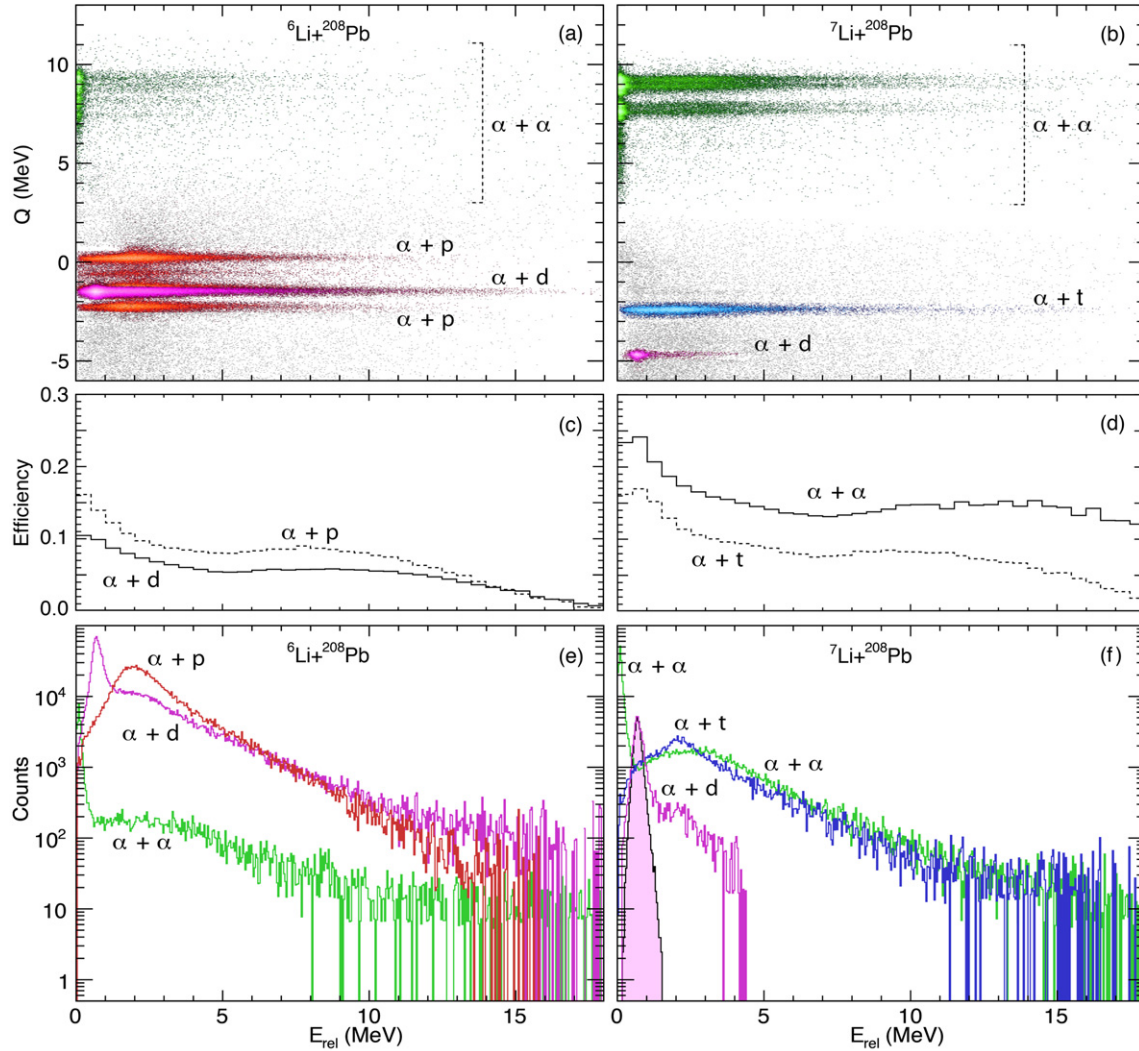 ⁶Li+²⁰⁸Pb (a)
10
5
0
-5
Q (MeV)
α + α
α + p
α + d
α + p
⁷Li+²⁰⁸Pb (b)
α + α
α + t
α + d
0.3
0.2
0.1
0.0
Efficiency
(c)
α + p
α + d
(d)
α + α
α + t
⁶Li+²⁰⁸Pb (e)
10⁴
10³
10²
10
1
Counts
α + p
α + d
α + α
0 5 10 15
E_rel (MeV)
⁷Li+²⁰⁸Pb (f)
α + α
α + t
α + α
α + d
0 5 10 15
E_rel (MeV)